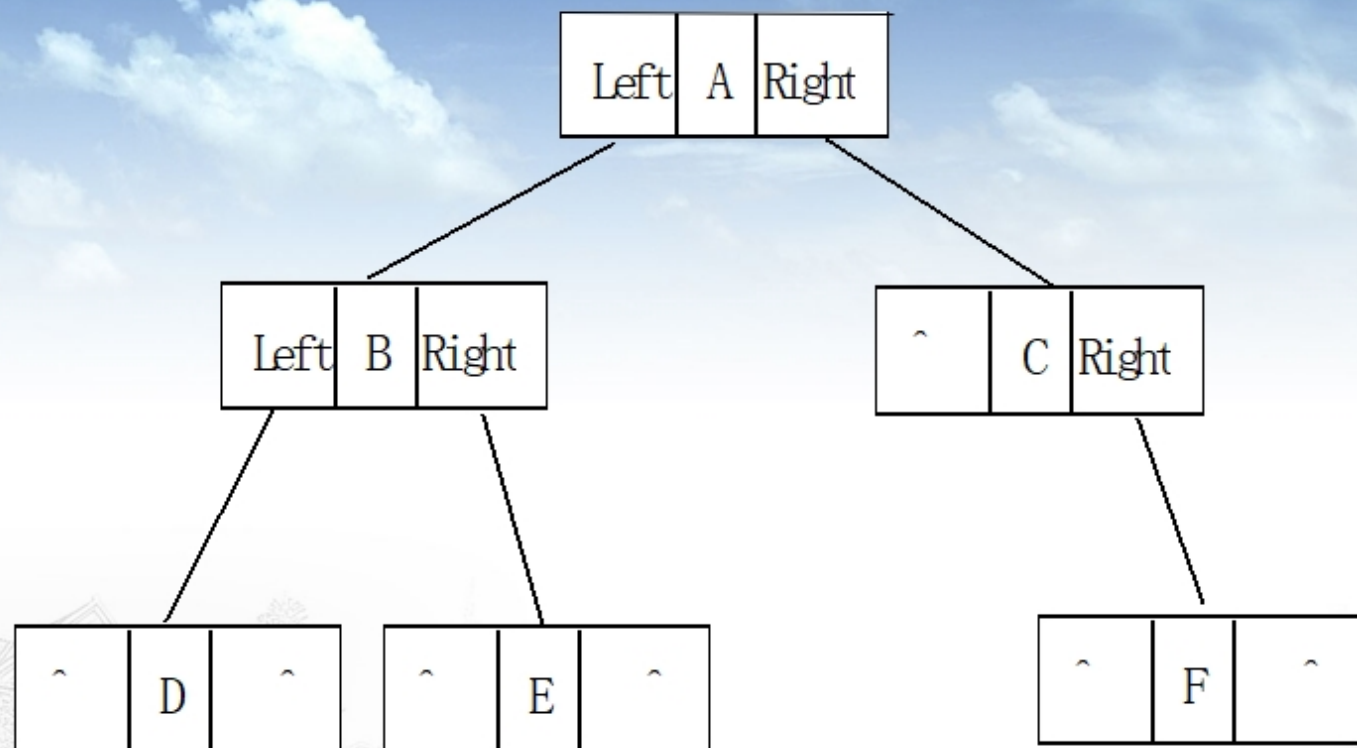 Left A Right
Left B Right
^ C Right
^ D ^
^ E ^
^ F ^